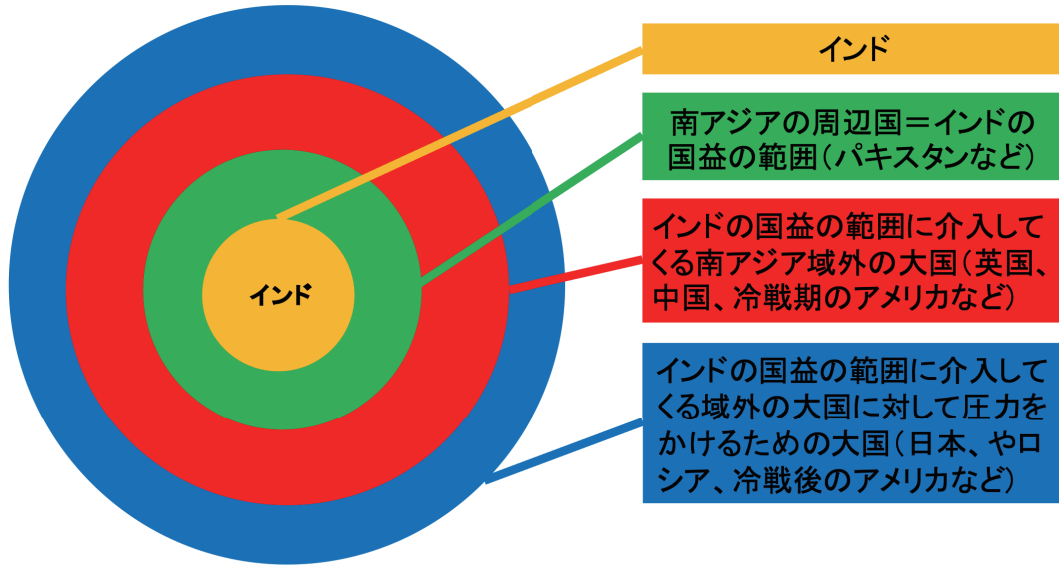 インド
インド
南アジアの周辺国＝インドの
国益の範囲（パキスタンなど）
インドの国益の範囲に介入して
くる南アジア域外の大国（英国、
中国、冷戦期のアメリカなど）
インドの国益の範囲に介入して
くる域外の大国に対して圧力を
かけるための大国（日本、やロ
シア、冷戦後のアメリカなど）